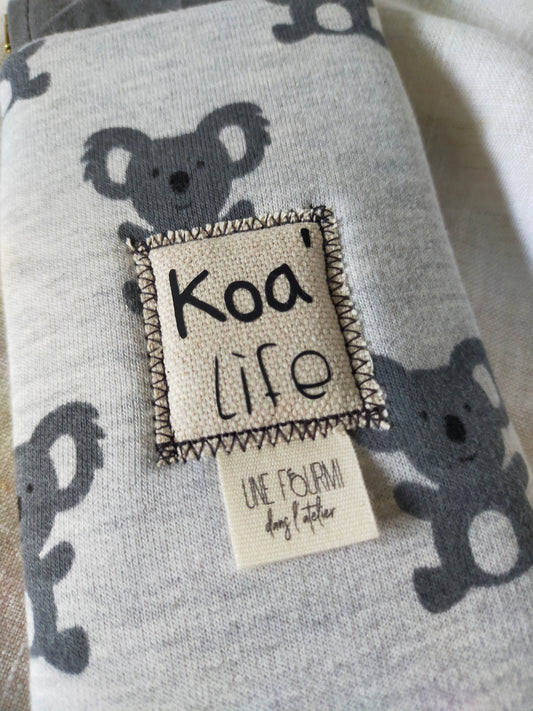 Koa'
life
UNE FOURMI
dans l'atelier